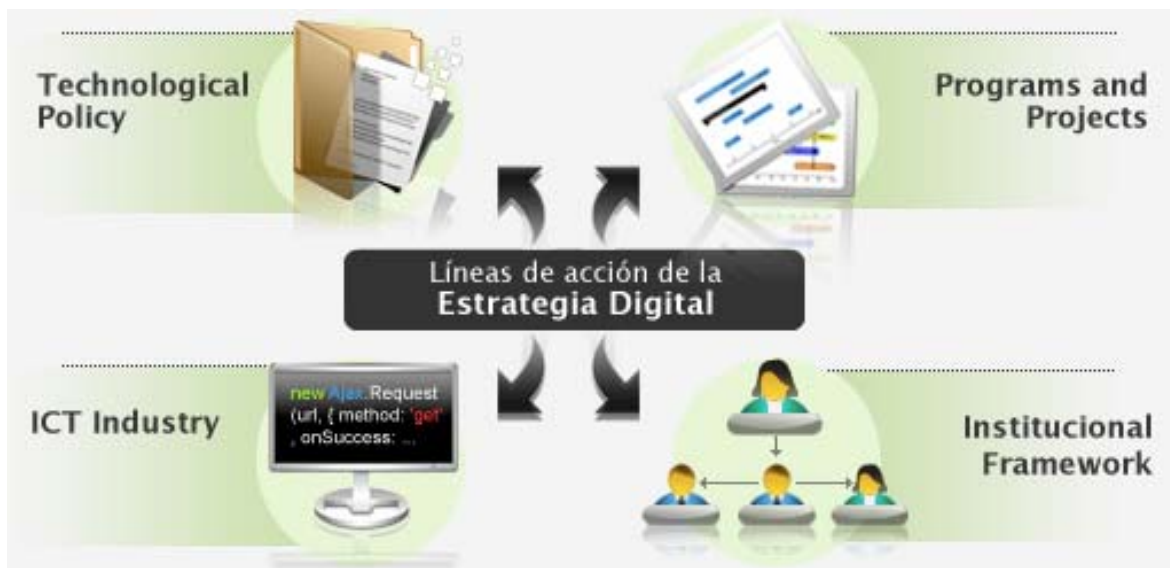 Technological
Policy
Programs and
Projects
Líneas de acción de la
Estrategia Digital
ICT Industry
new Ajax.Request
(url, { method: 'get'
, onSuccess: ...
Institucional
Framework